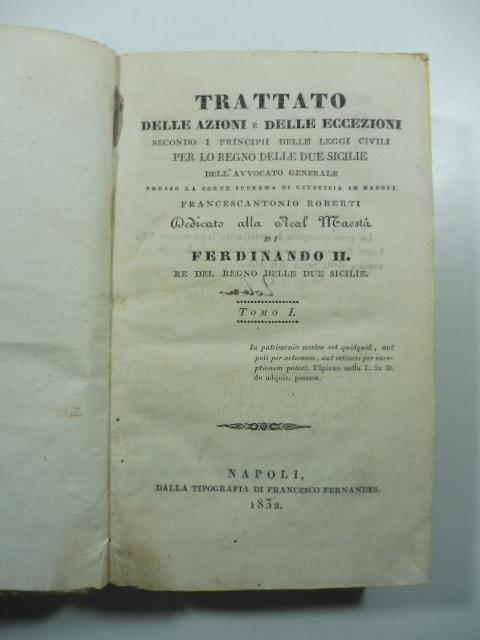 TRATTATO
DELLE AZIONI E DELLE ECCEZIONI
SECONDO I PRINCIPII DELLE LEGGI CIVILI
PER LO REGNO DELLE DUE SICILIE
DELL'AVVOCATO GENERALE
PRESSO LA CORTE SUPREMA DI GIUSTIZIA IN NAPOLI
FRANCESCANTONIO ROBERTI
Dedicato alla Real Maestà
DI
FERDINANDO II.
RE DEL REGNO DELLE DUE SICILIE.
TOMO I.
In patrimonio nostro est quidquid, aut
peti per actionem, aut retineri per exce-
ptionem potest. Ulpiano nella L. 52 D.
de adquir. possess.
NAPOLI,
DALLA TIPOGRAFIA DI FRANCESCO FERNANDES.
1832.